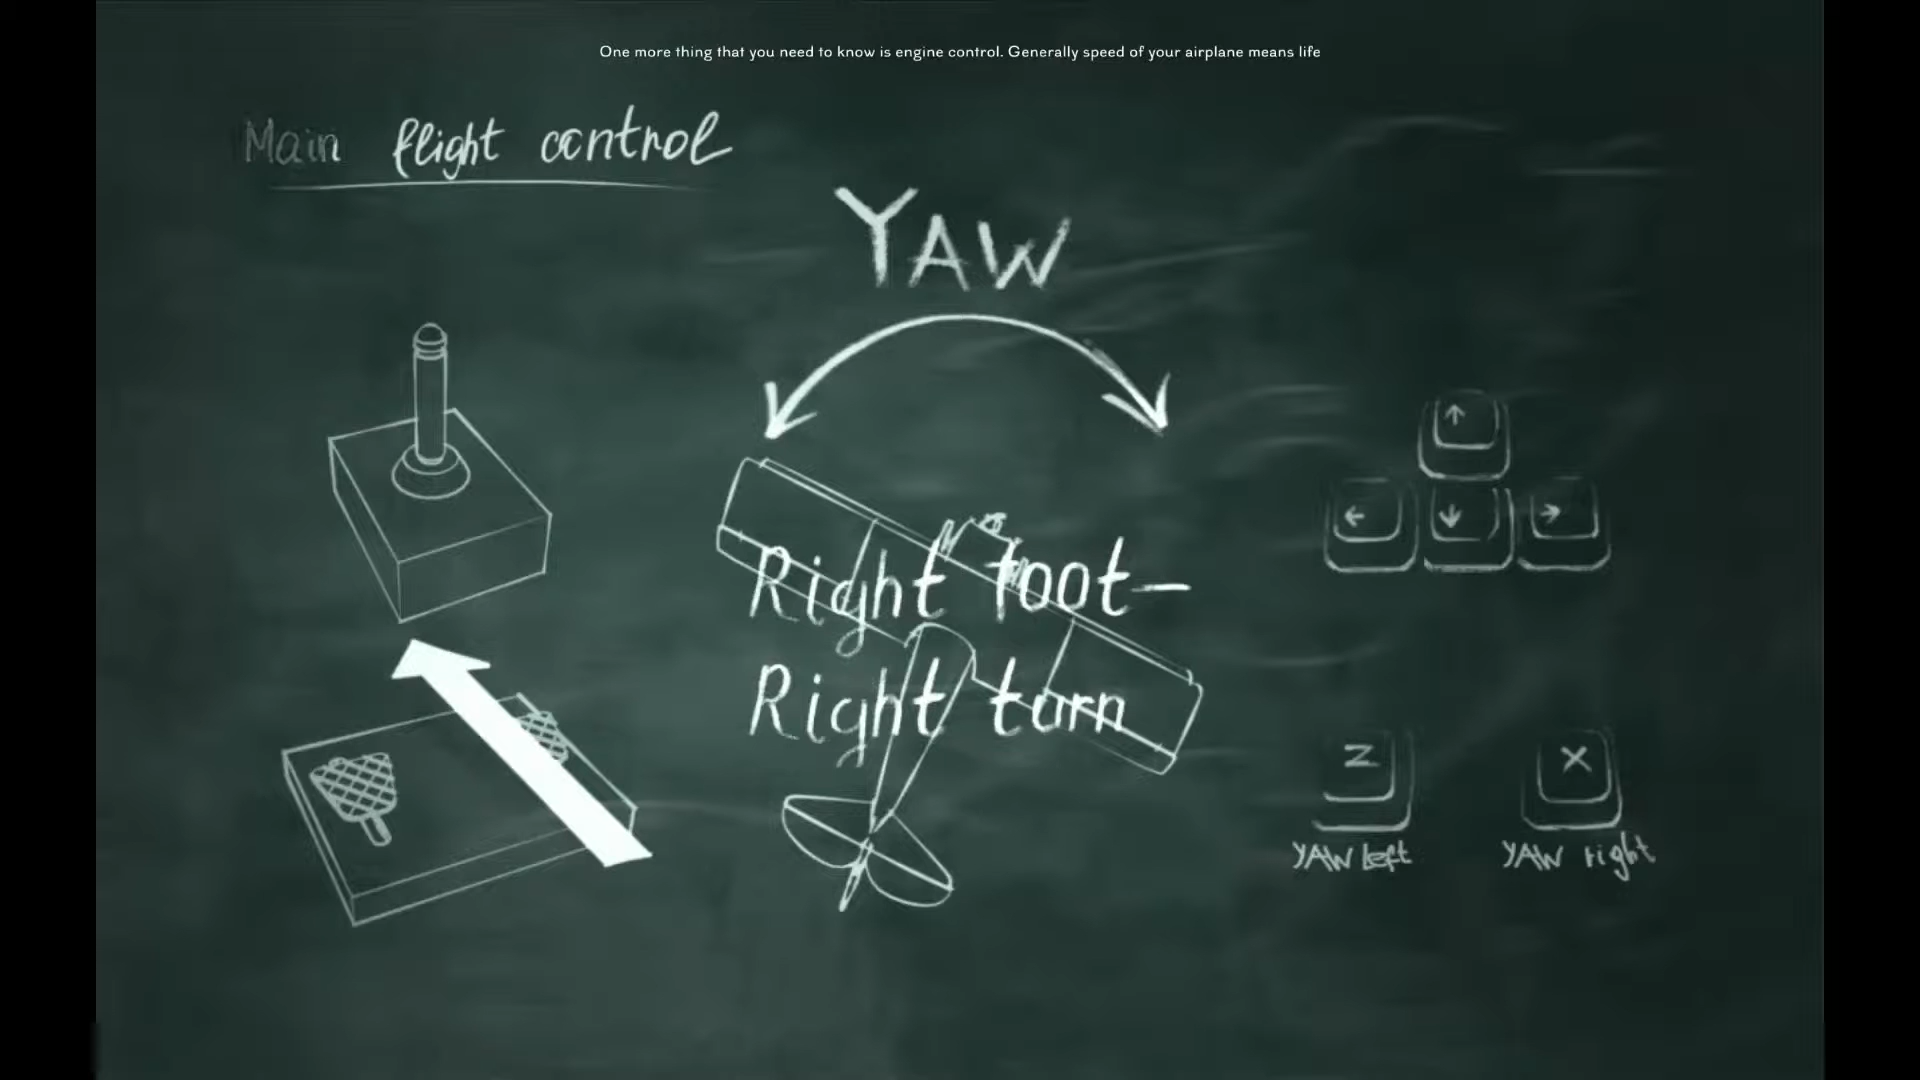 One more thing that you need to know is engine control. Generally speed of your airplane means life
Main flight control
YAW
Right foot-
Right turn
↑
← ↓ →
Z X
YAW left YAW right